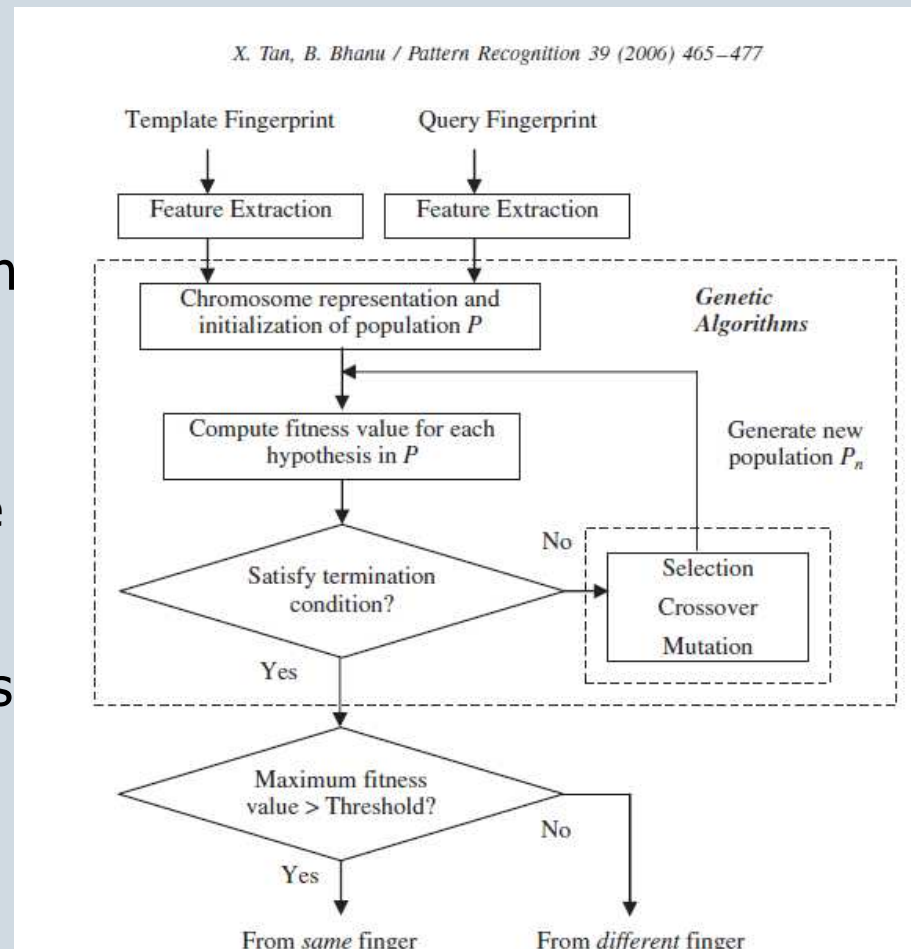 X. Tan, B. Bhanu / Pattern Recognition 39 (2006) 465–477
Template Fingerprint
Query Fingerprint
Feature Extraction
Feature Extraction
Chromosome representation and
initialization of population P
Genetic
Algorithms
Compute fitness value for each
hypothesis in P
Generate new
population Pn
Satisfy termination
condition?
No
Selection
Crossover
Mutation
Yes
Maximum fitness
value > Threshold?
No
Yes
From same finger
From different finger